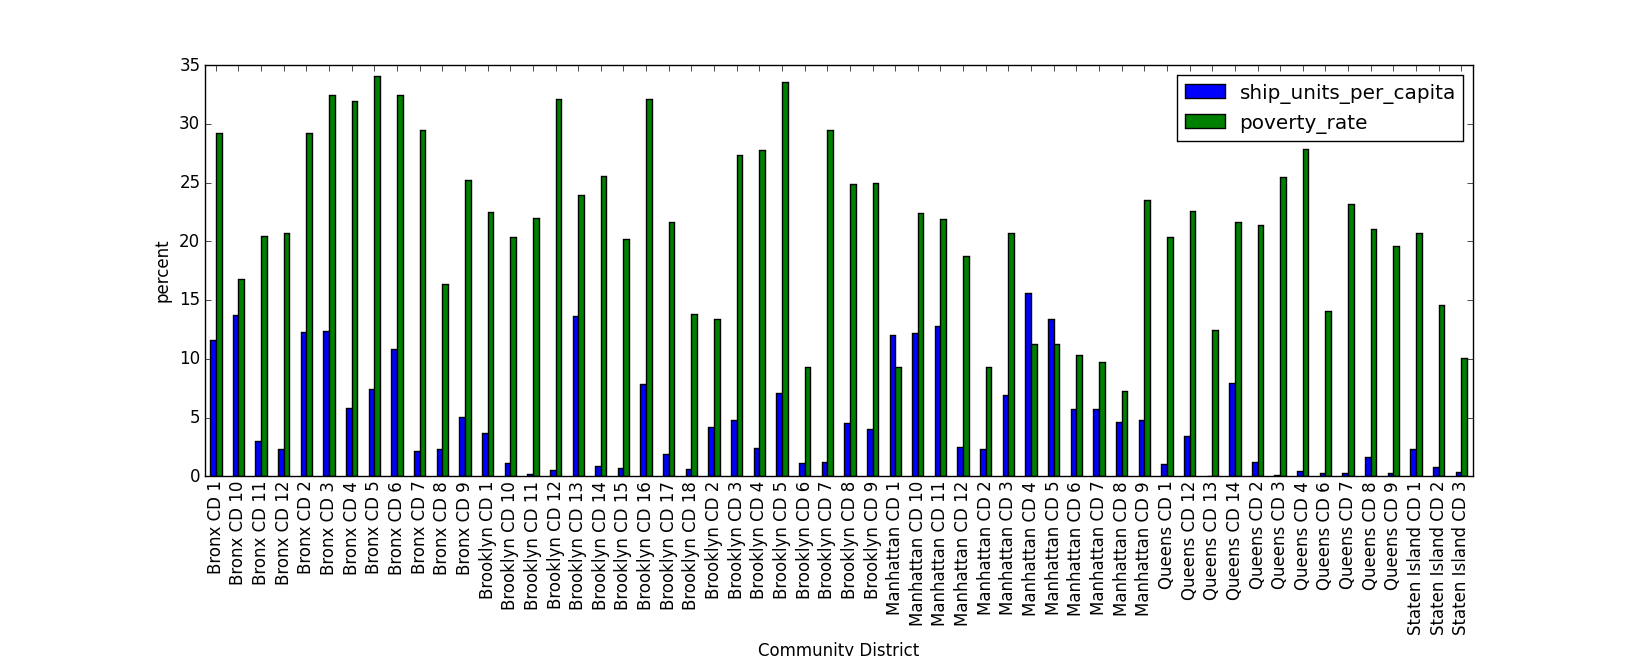 35
30
25
20
15
10
5
0
percent
ship_units_per_capita
poverty_rate
Bronx CD 1
Bronx CD 10
Bronx CD 11
Bronx CD 12
Bronx CD 2
Bronx CD 3
Bronx CD 4
Bronx CD 5
Bronx CD 6
Bronx CD 7
Bronx CD 8
Bronx CD 9
Brooklyn CD 1
Brooklyn CD 10
Brooklyn CD 11
Brooklyn CD 12
Brooklyn CD 13
Brooklyn CD 14
Brooklyn CD 15
Brooklyn CD 16
Brooklyn CD 17
Brooklyn CD 18
Brooklyn CD 2
Brooklyn CD 3
Brooklyn CD 4
Brooklyn CD 5
Brooklyn CD 6
Brooklyn CD 7
Brooklyn CD 8
Brooklyn CD 9
Manhattan CD 1
Manhattan CD 10
Manhattan CD 11
Manhattan CD 12
Manhattan CD 2
Manhattan CD 3
Manhattan CD 4
Manhattan CD 5
Manhattan CD 6
Manhattan CD 7
Manhattan CD 8
Manhattan CD 9
Queens CD 1
Queens CD 12
Queens CD 13
Queens CD 14
Queens CD 2
Queens CD 3
Queens CD 4
Queens CD 6
Queens CD 7
Queens CD 8
Queens CD 9
Staten Island CD 1
Staten Island CD 2
Staten Island CD 3
Community District